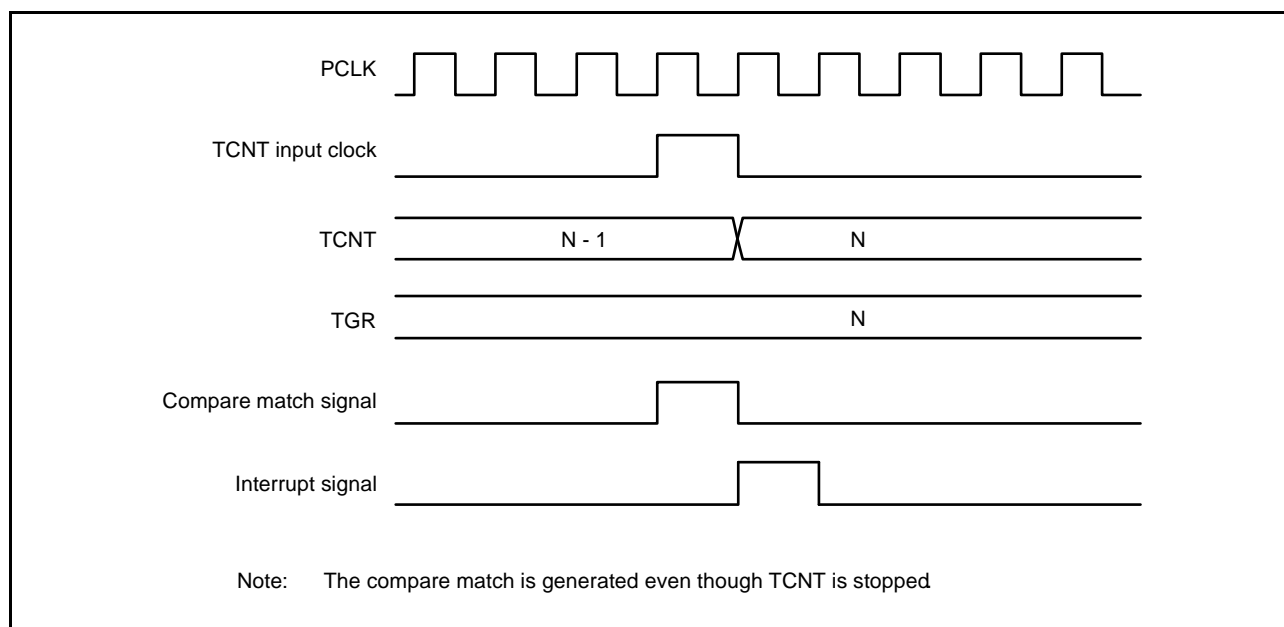 PCLK
TCNT input clock
TCNT N - 1 N
TGR N
Compare match signal
Interrupt signal
Note: The compare match is generated even though TCNT is stopped.